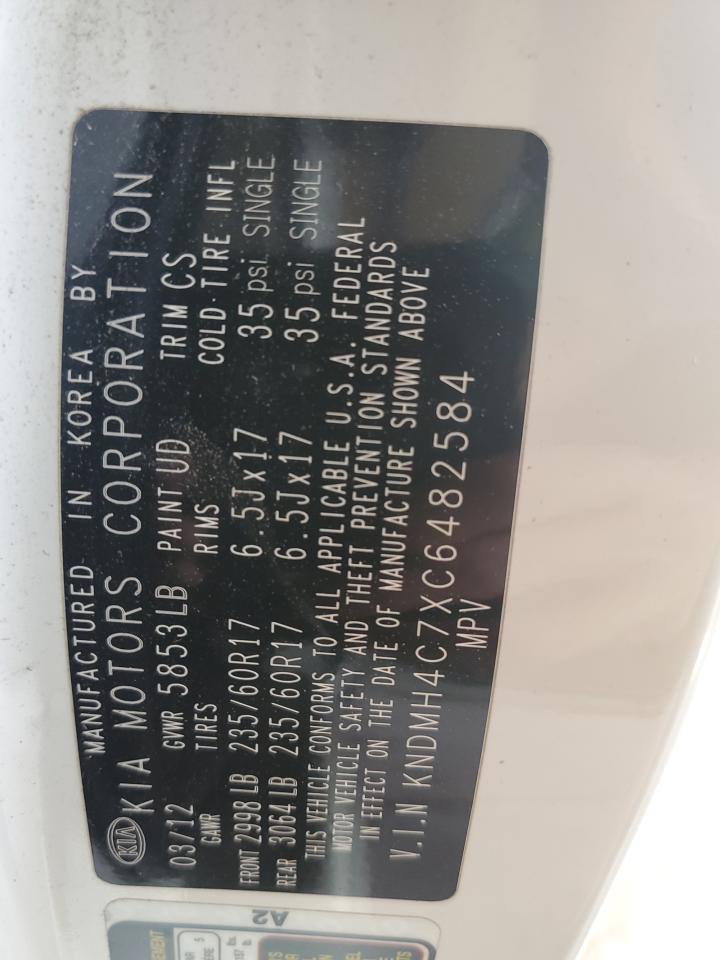 MANUFACTURED IN KOREA BY
KIA KIA MOTORS CORPORATION
03/12 GVWR 5853LB PAINT UD TRIM CS
GAWR TIRES RIMS COLD TIRE INFL
FRONT 2998LB 235/60R17 6.5Jx17 35psi SINGLE
REAR 3064LB 235/60R17 6.5Jx17 35psi SINGLE
THIS VEHICLE CONFORMS TO ALL APPLICABLE U.S.A. FEDERAL
MOTOR VEHICLE SAFETY AND THEFT PREVENTION STANDARDS
IN EFFECT ON THE DATE OF MANUFACTURE SHOWN ABOVE
V.I.N KNDMH4C7XC6482584
MPV
A2